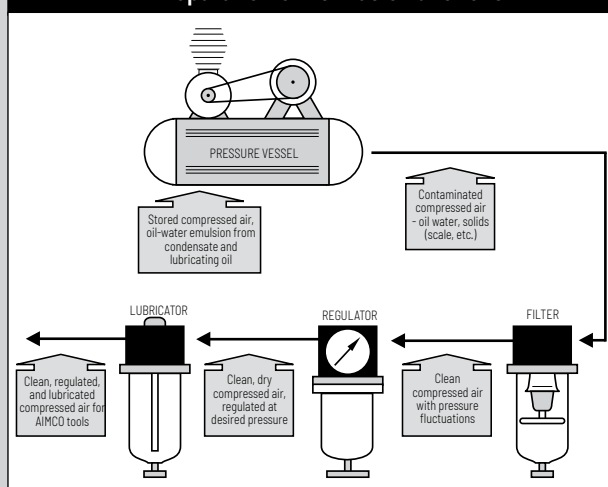 PRESSURE VESSEL
Stored compressed air,
oil-water emulsion from
condensate and
lubricating oil
Contaminated
compressed air
- oil water, solids
(scale, etc.)
LUBRICATOR
REGULATOR
FILTER
Clean, regulated,
and lubricated
compressed air for
AIMCO tools
Clean, dry
compressed air,
regulated at
desired pressure
Clean
compressed air
with pressure
fluctuations